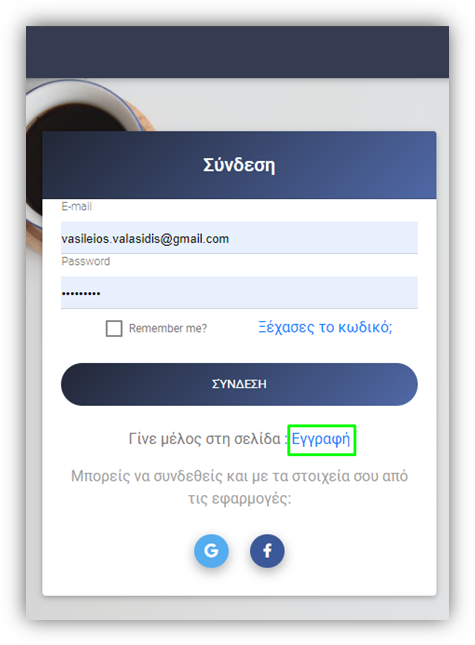 Σύνδεση
E-mail
vasileios.valasidis@gmail.com
Password
•••••••••
Remember me?
Ξέχασες το κωδικό;
ΣΎΝΔΕΣΗ
Γίνε μέλος στη σελίδα : Εγγραφή
Μπορείς να συνδεθείς και με τα στοιχεία σου από
τις εφαρμογές:
G
f